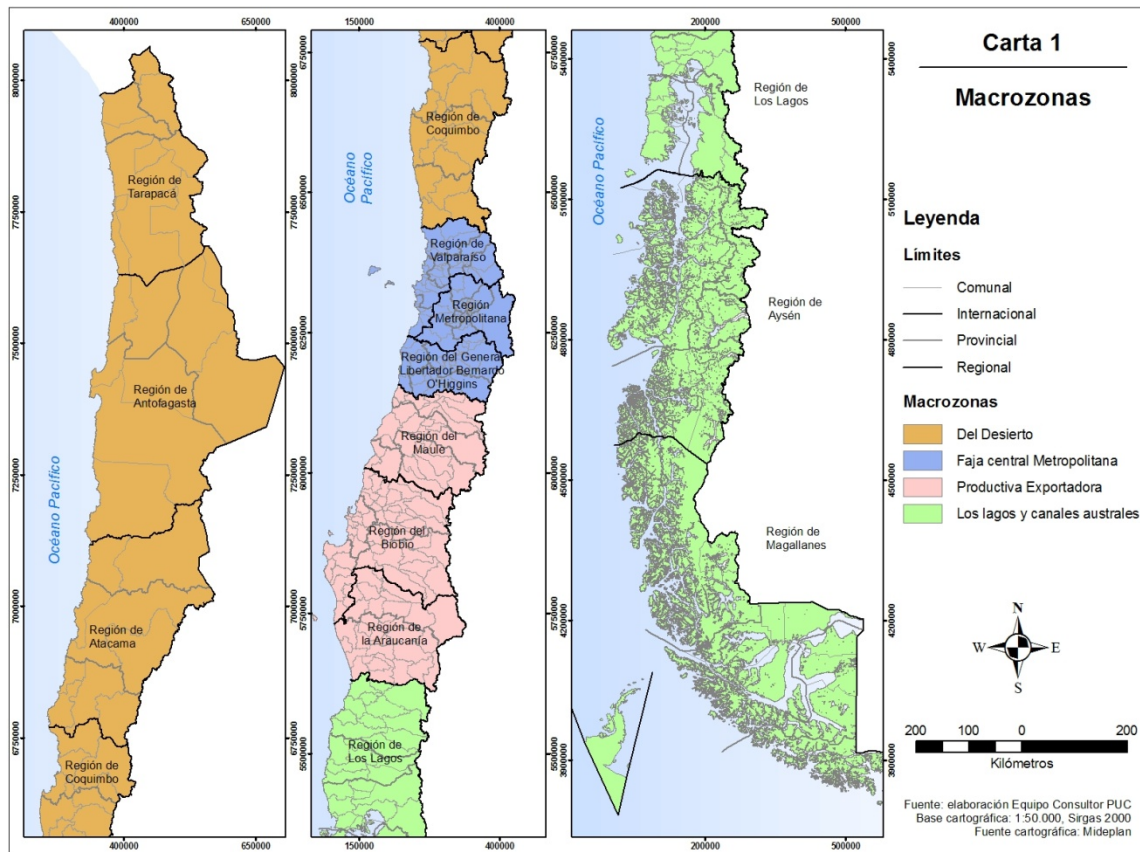 Carta 1
Macrozonas
400000
650000
150000
400000
200000
500000
8000000
7750000
7500000
7250000
7000000
6750000
Región de
Tarapacá
Región de
Antofagasta
Océano Pacífico
Región de
Atacama
Región de
Coquimbo
400000
650000
6750000
6500000
6250000
6000000
5750000
5500000
Región de
Coquimbo
Océano
Pacífico
Región de
Valparaíso
Región
Metropolitana
Región del General
Libertador Bernardo
O'Higgins
Región del
Maule
Región del
Biobío
Región de
la Araucanía
Región de
Los Lagos
150000
400000
5400000
5100000
4800000
4500000
4200000
3900000
Océano Pacífico
Región de
Los Lagos
Región de
Aysén
Región de
Magallanes
200000
500000
Leyenda
Límites
Comunal
Internacional
Provincial
Regional
Macrozonas
Del Desierto
Faja central Metropolitana
Productiva Exportadora
Los lagos y canales australes
N
W
E
S
200 100 0 200
Kilómetros
Fuente: elaboración Equipo Consultor PUC
Base cartográfica: 1:50.000, Sirgas 2000
Fuente cartográfica: Mideplan